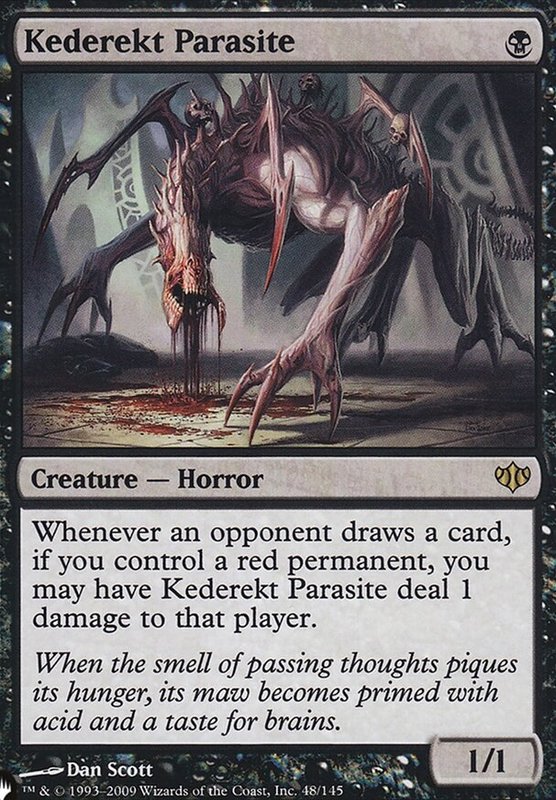 Kederekt Parasite
Creature — Horror
Whenever an opponent draws a card,
if you control a red permanent, you
may have Kederekt Parasite deal 1
damage to that player.
When the smell of passing thoughts piques
its hunger, its maw becomes primed with
acid and a taste for brains.
1/1
Dan Scott
™ & © 1993–2009 Wizards of the Coast, Inc. 48/145